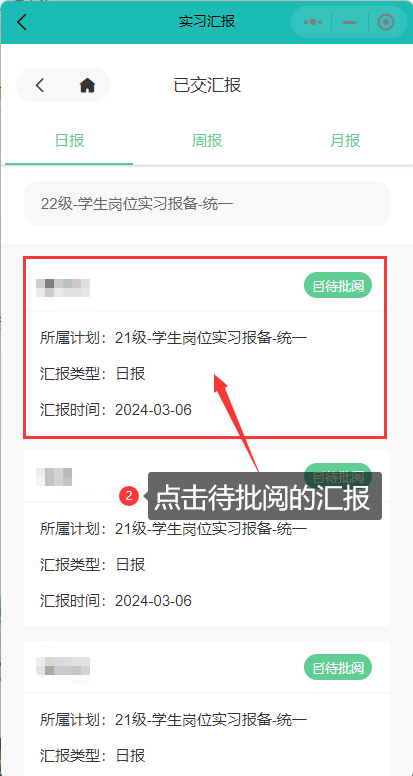 实习汇报
已交汇报
日报 周报 月报
22级-学生岗位实习报备-统一
待批阅
所属计划：21级-学生岗位实习报备-统一
汇报类型：日报
汇报时间：2024-03-06
待批阅
2 点击待批阅的汇报
所属计划：21级-学生岗位实习报备-统一
汇报类型：日报
汇报时间：2024-03-06
待批阅
所属计划：21级-学生岗位实习报备-统一
汇报类型：日报